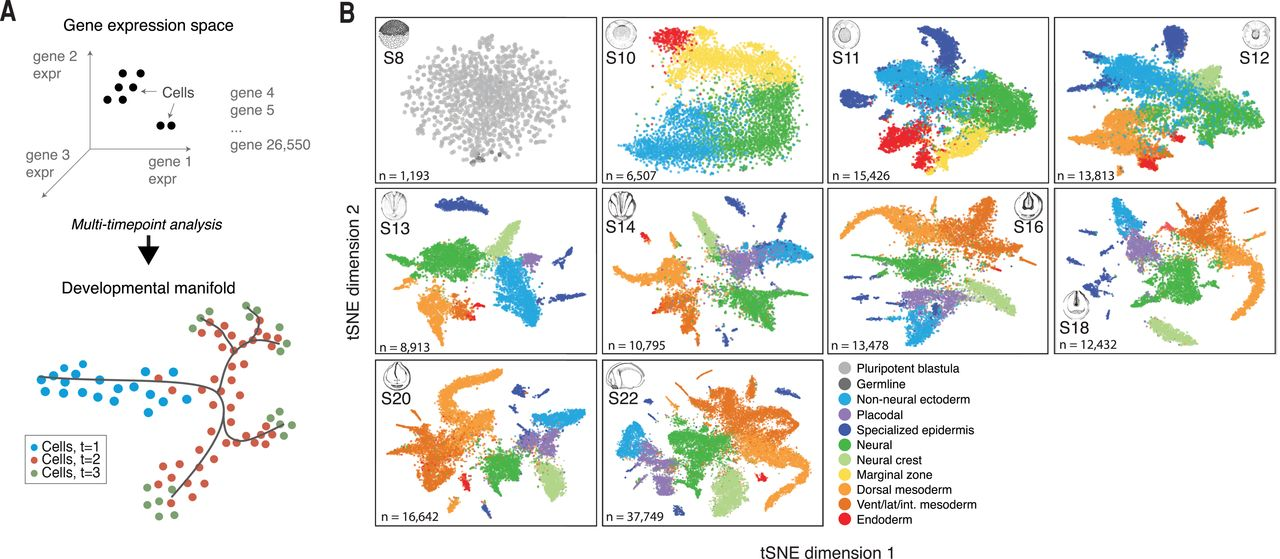 A
Gene expression space
gene 2
expr
Cells
gene 4
gene 5
...
gene 26,550
gene 3
expr
gene 1
expr
Multi-timepoint analysis
Developmental manifold
Cells, t=1
Cells, t=2
Cells, t=3
B
tSNE dimension 2
S8
n = 1,193
S10
n = 6,507
S11
n = 15,426
S12
n = 13,813
S13
n = 8,913
S14
n = 10,795
S16
n = 13,478
S18
n = 12,432
S20
n = 16,642
S22
n = 37,749
Pluripotent blastula
Germline
Non-neural ectoderm
Placodal
Specialized epidermis
Neural
Neural crest
Marginal zone
Dorsal mesoderm
Vent/lat/int. mesoderm
Endoderm
tSNE dimension 1